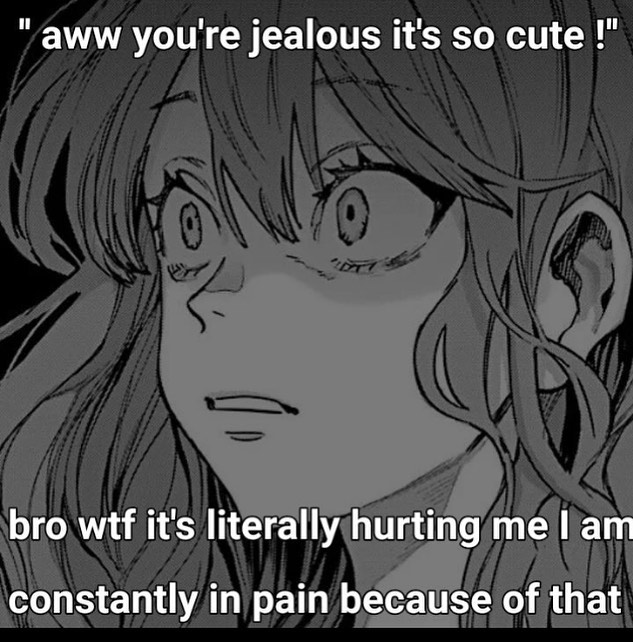 " aww you're jealous it's so cute !"
bro wtf it's literally hurting me I am
constantly in pain because of that